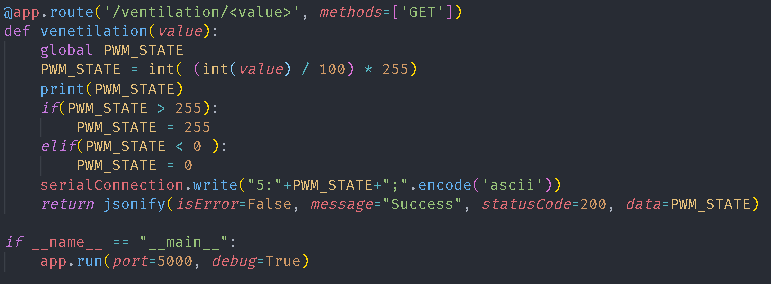 @app.route('/ventilation/<value>', methods=['GET'])
def venetilation(value):
    global PWM_STATE
    PWM_STATE = int( (int(value) / 100) * 255)
    print(PWM_STATE)
    if(PWM_STATE > 255):
        PWM_STATE = 255
    elif(PWM_STATE < 0 ):
        PWM_STATE = 0
    serialConnection.write("5:"+PWM_STATE+";".encode('ascii'))
    return jsonify(isError=False, message="Success", statusCode=200, data=PWM_STATE)

if __name__ == "__main__":
    app.run(port=5000, debug=True)